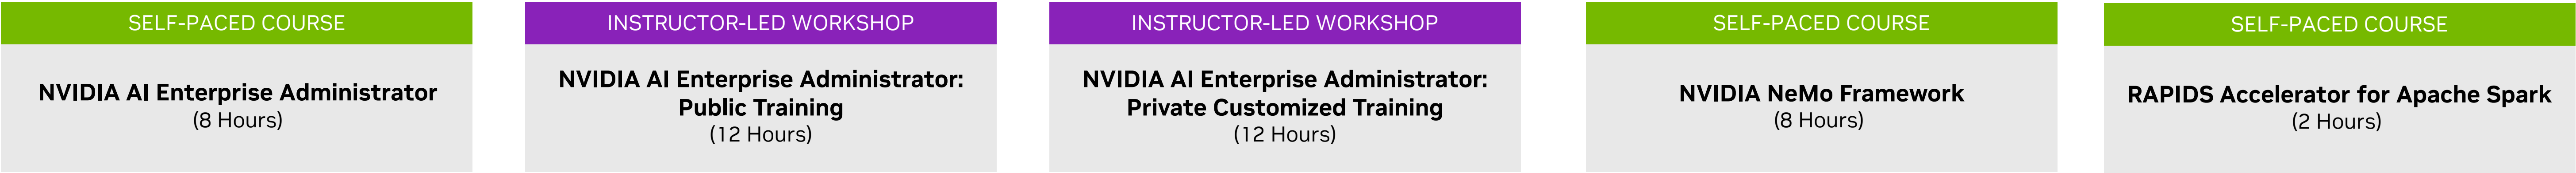 SELF-PACED COURSE
NVIDIA AI Enterprise Administrator
(8 Hours)
INSTRUCTOR-LED WORKSHOP
NVIDIA AI Enterprise Administrator:
Public Training
(12 Hours)
INSTRUCTOR-LED WORKSHOP
NVIDIA AI Enterprise Administrator:
Private Customized Training
(12 Hours)
SELF-PACED COURSE
NVIDIA NeMo Framework
(8 Hours)
SELF-PACED COURSE
RAPIDS Accelerator for Apache Spark
(2 Hours)